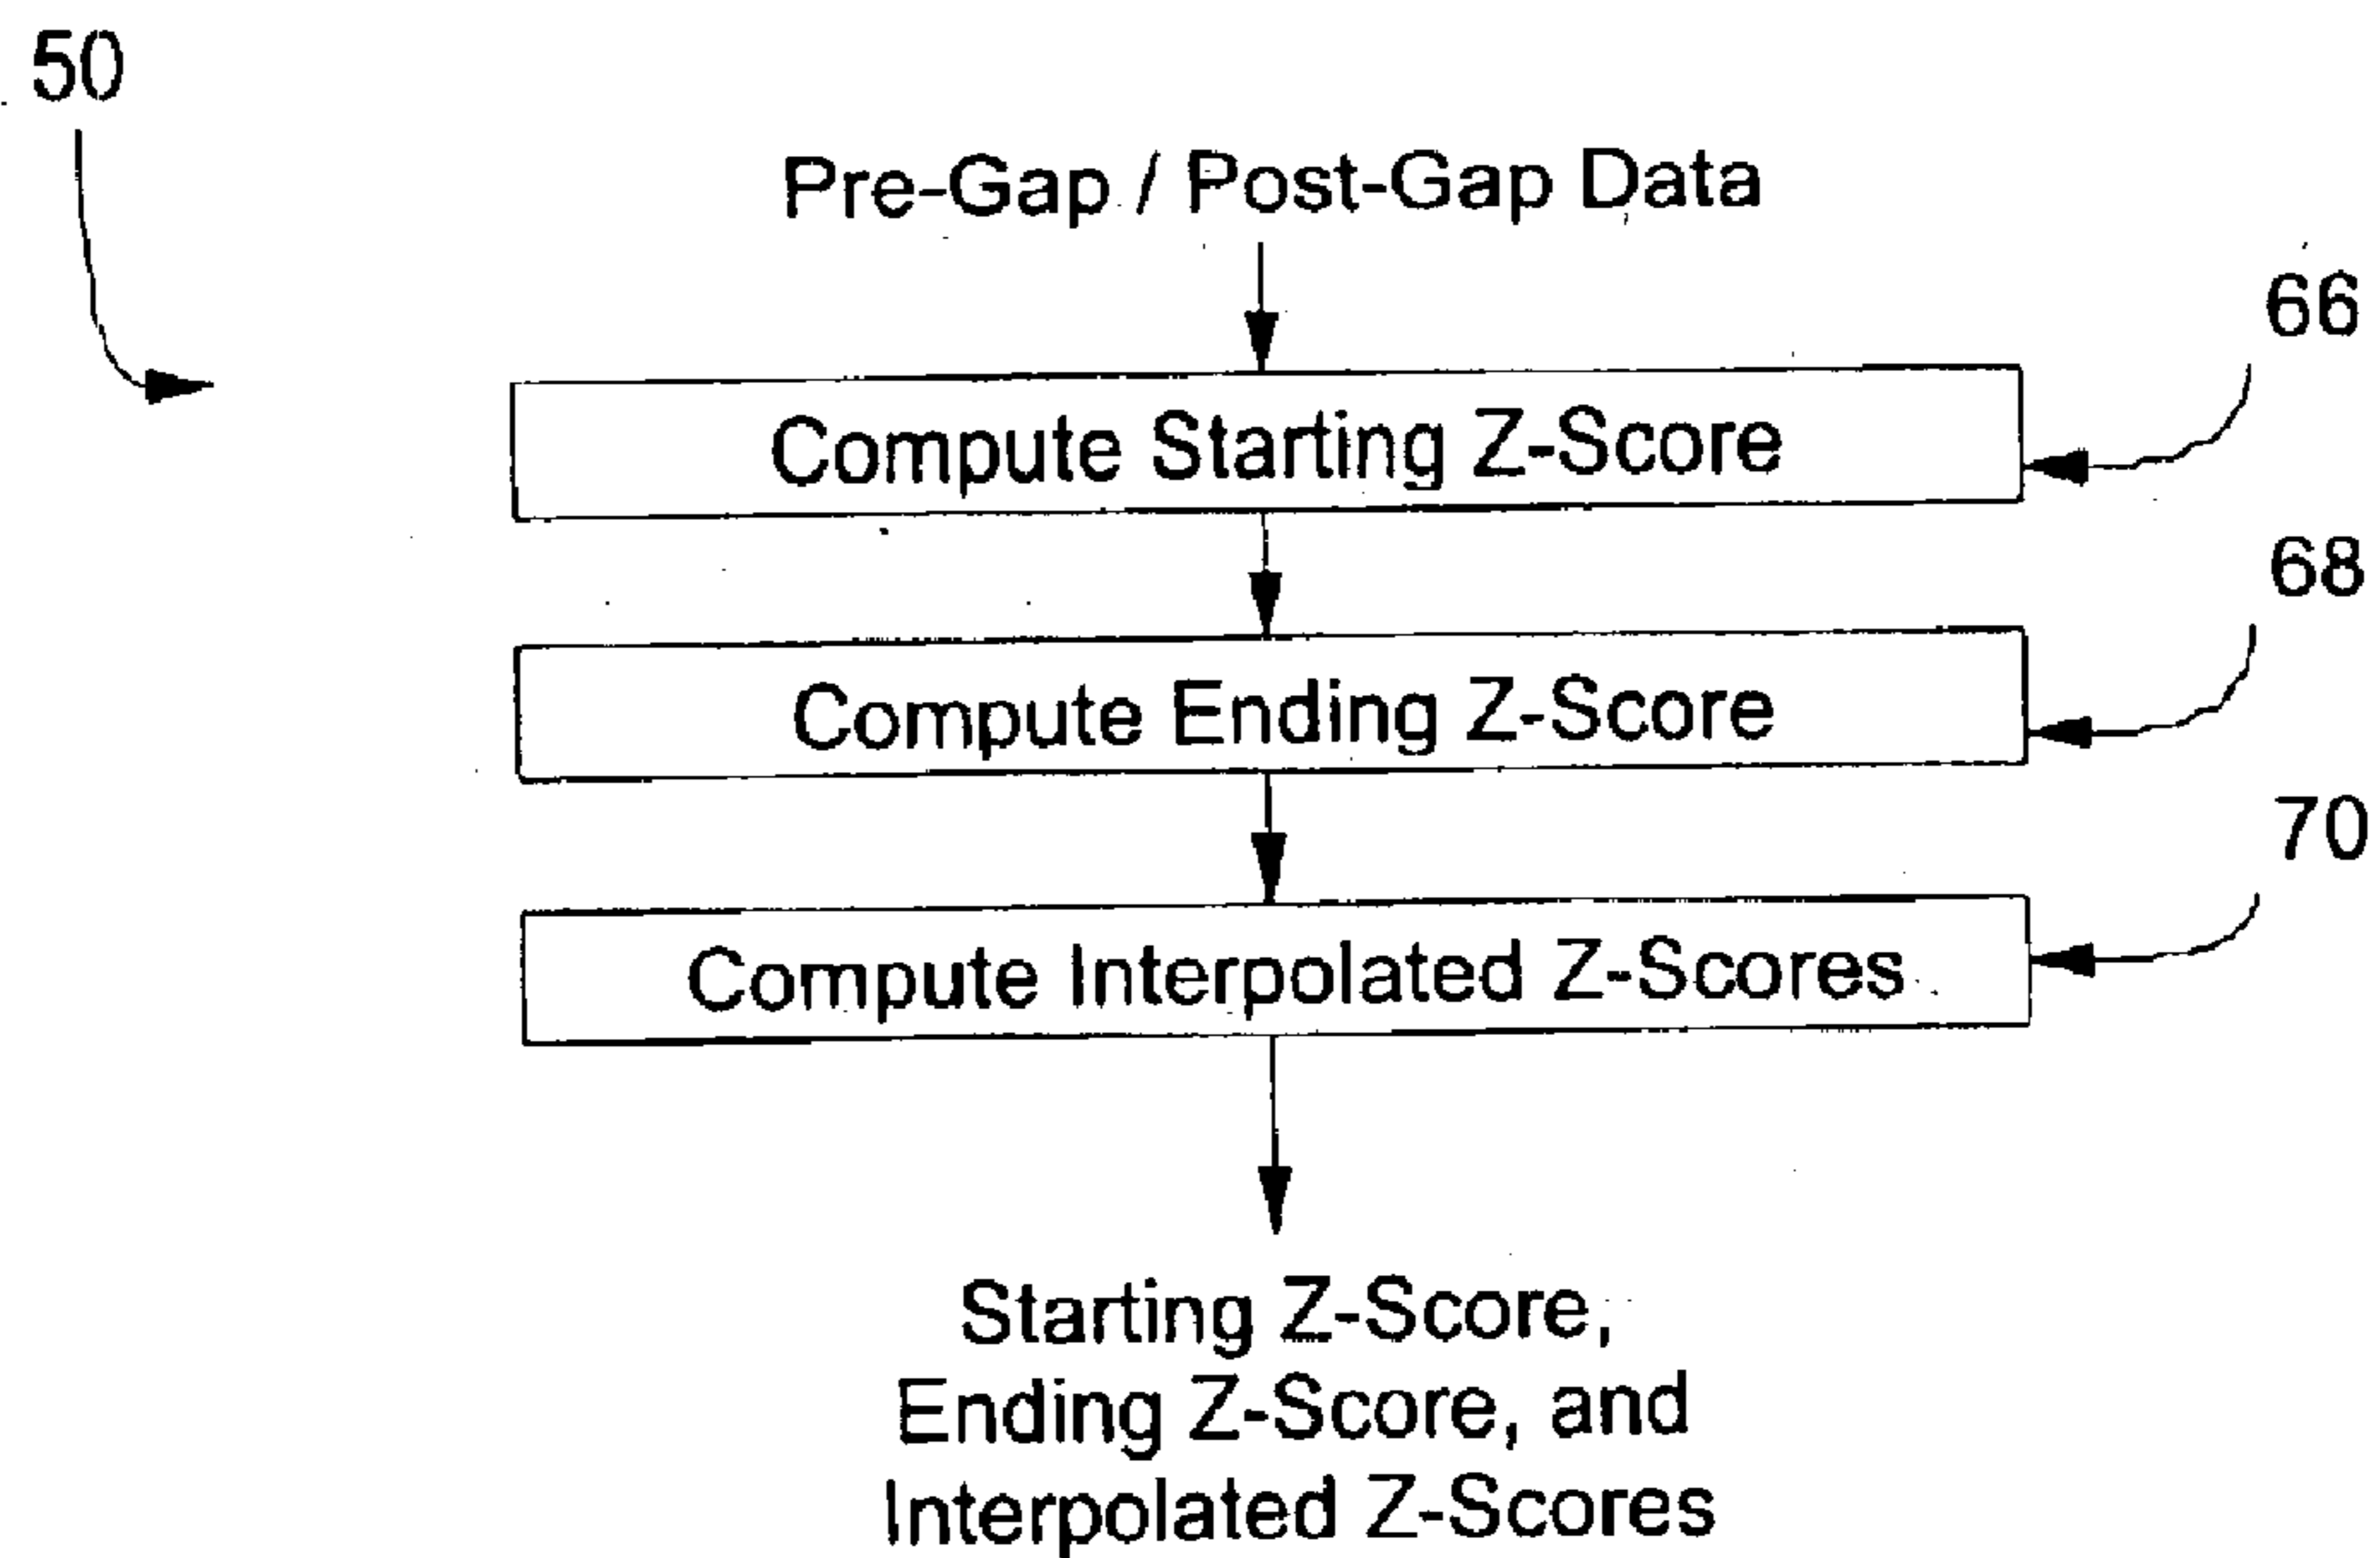 50
Pre-Gap / Post-Gap Data
66
Compute Starting Z-Score
68
Compute Ending Z-Score
70
Compute Interpolated Z-Scores
Starting Z-Score,
Ending Z-Score, and
Interpolated Z-Scores